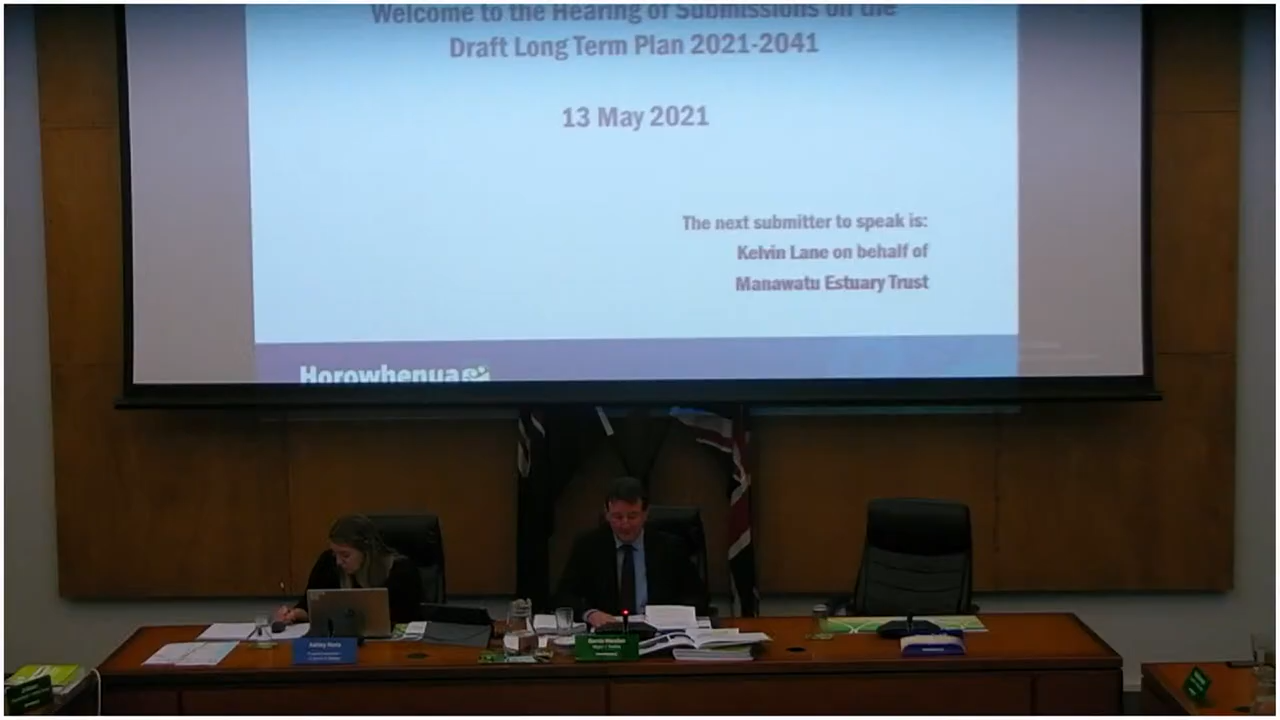 Welcome to the Hearing of Submissions on the
Draft Long Term Plan 2021-2041
13 May 2021
The next submitter to speak is:
Kelvin Lane on behalf of
Manawatu Estuary Trust
Horowhenua